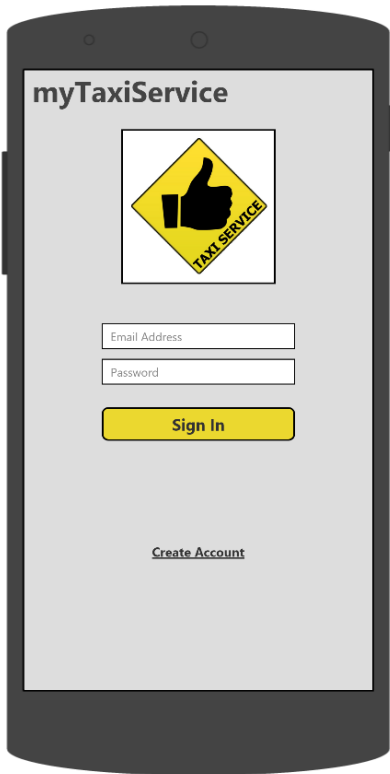 myTaxiService
TAXI SERVICE
Email Address
Password
Sign In
Create Account